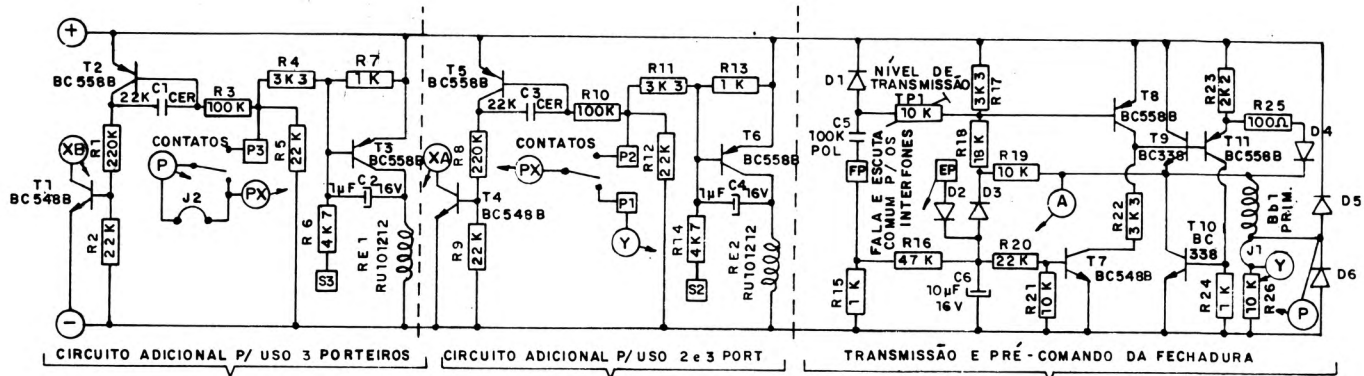 +
T2
BC558B
C1
22K
CER
R3
100K
R4
3K3
R7
1K
XB
R1
220K
CONTATOS
P3
R5
22K
T3
BC558B
P
J2
PX
T1
BC548B
R2
22K
R6
4K7
1µF
C2
16V
S3
RE1
RU101212
-
CIRCUITO ADICIONAL P/ USO 3 PORTEIROS
T5
BC558B
C3
22K
CER
R10
100K
R11
3K3
R13
1K
XA
R8
220K
CONTATOS
P2
R12
22K
T6
BC558B
PX
P1
Y
T4
BC548B
R9
22K
R14
4K7
1µF
C4
16V
S2
RE2
RU101212
CIRCUITO ADICIONAL P/ USO 2 e 3 PORT
D1
NÍVEL DE
TRANSMISSÃO
TP1
10K
3K3
R17
C5
100K
POL
FP
FALA E ESCUTA
COMUM P/ OS
INTERFONES
EP
D2
D3
R18
18K
R19
10K
T8
BC558B
T9
BC338
R23
2K2
R25
100Ω
D4
T11
BC558B
A
R22
3K3
Bb1
PRIM.
D5
R16
47K
R20
22K
T7
BC548B
T10
BC
338
J1
Y
D6
R15
1K
C6
10µF
16V
R21
10K
R24
1K
10K
R26
P
TRANSMISSÃO E PRÉ-COMANDO DA FECHADURA